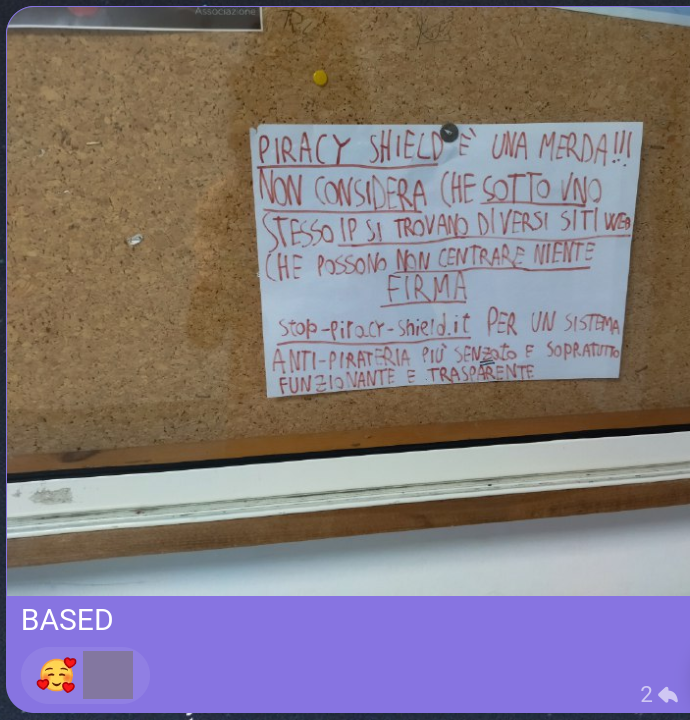 Associazione
PIRACY SHIELD È UNA MERDA!!!
NON CONSIDERA CHE SOTTO UNO
STESSO IP SI TROVANO DIVERSI SITI WEB
CHE POSSONO NON CENTRARE NIENTE
FIRMA
stop-piracy-shield.it PER UN SISTEMA
ANTI-PIRATERIA PIÙ SENzato E SOPRATUTTO
FUNZIONANTE E TRASPARENTE
BASED
2